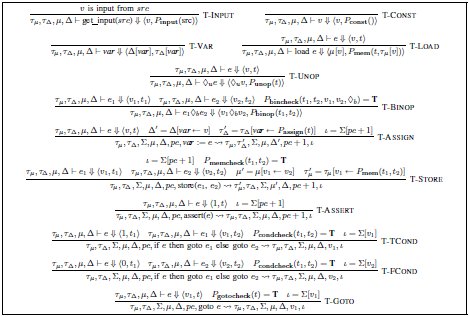 v is input from src
τμ, τΔ, μ, Δ ⊢ get_input(src) ⇓ ⟨v, Pinput(src)⟩ T-INPUT
τμ, τΔ, μ, Δ ⊢ v ⇓ ⟨v, Pconst()⟩ T-CONST
τμ, τΔ, μ, Δ ⊢ var ⇓ ⟨Δ[var], τΔ[var]⟩ T-VAR
τμ, τΔ, μ, Δ ⊢ e ⇓ ⟨v, t⟩
τμ, τΔ, μ, Δ ⊢ load e ⇓ ⟨μ[v], Pmem(t, τμ[v])⟩ T-LOAD
τμ, τΔ, μ, Δ ⊢ e ⇓ ⟨v, t⟩
τμ, τΔ, μ, Δ ⊢ ◊u e ⇓ ⟨◊u v, Punop(t)⟩ T-UNOP
τμ, τΔ, μ, Δ ⊢ e1 ⇓ ⟨v1, t1⟩ τμ, τΔ, μ, Δ ⊢ e2 ⇓ ⟨v2, t2⟩ Pbincheck(t1, t2, v1, v2, ◊b) = T
τμ, τΔ, μ, Δ ⊢ e1 ◊b e2 ⇓ ⟨v1 ◊b v2, Pbinop(t1, t2)⟩ T-BINOP
τμ, τΔ, μ, Δ ⊢ e ⇓ ⟨v, t⟩ Δ′ = Δ[var ← v] τ′Δ = τΔ[var ← Passign(t)] ι = Σ[pc + 1]
τμ, τΔ, Σ, μ, Δ, pc, var := e ⤳ τμ, τ′Δ, Σ, μ, Δ′, pc + 1, ι T-ASSIGN
ι = Σ[pc + 1] Pmemcheck(t1, t2) = T
τμ, τΔ, μ, Δ ⊢ e1 ⇓ ⟨v1, t1⟩ τμ, τΔ, μ, Δ ⊢ e2 ⇓ ⟨v2, t2⟩ μ′ = μ[v1 ← v2] τ′μ = τμ[v1 ← Pmem(t1, t2)]
τμ, τΔ, Σ, μ, Δ, pc, store(e1, e2) ⤳ τ′μ, τΔ, Σ, μ′, Δ, pc + 1, ι T-STORE
τμ, τΔ, μ, Δ ⊢ e ⇓ ⟨1, t⟩ ι = Σ[pc + 1]
τμ, τΔ, Σ, μ, Δ, pc, assert(e) ⤳ τμ, τΔ, Σ, μ, Δ, pc + 1, ι T-ASSERT
τμ, τΔ, μ, Δ ⊢ e ⇓ ⟨1, t1⟩ τμ, τΔ, μ, Δ ⊢ e1 ⇓ ⟨v1, t2⟩ Pcondcheck(t1, t2) = T ι = Σ[v1]
τμ, τΔ, Σ, μ, Δ, pc, if e then goto e1 else goto e2 ⤳ τμ, τΔ, Σ, μ, Δ, v1, ι T-TCOND
τμ, τΔ, μ, Δ ⊢ e ⇓ ⟨0, t1⟩ τμ, τΔ, μ, Δ ⊢ e2 ⇓ ⟨v2, t2⟩ Pcondcheck(t1, t2) = T ι = Σ[v2]
τμ, τΔ, Σ, μ, Δ, pc, if e then goto e1 else goto e2 ⤳ τμ, τΔ, Σ, μ, Δ, v2, ι T-FCOND
τμ, τΔ, μ, Δ ⊢ e ⇓ ⟨v1, t⟩ Pgotocheck(t) = T ι = Σ[v1]
τμ, τΔ, Σ, μ, Δ, pc, goto e ⤳ τμ, τΔ, Σ, μ, Δ, v1, ι T-GOTO